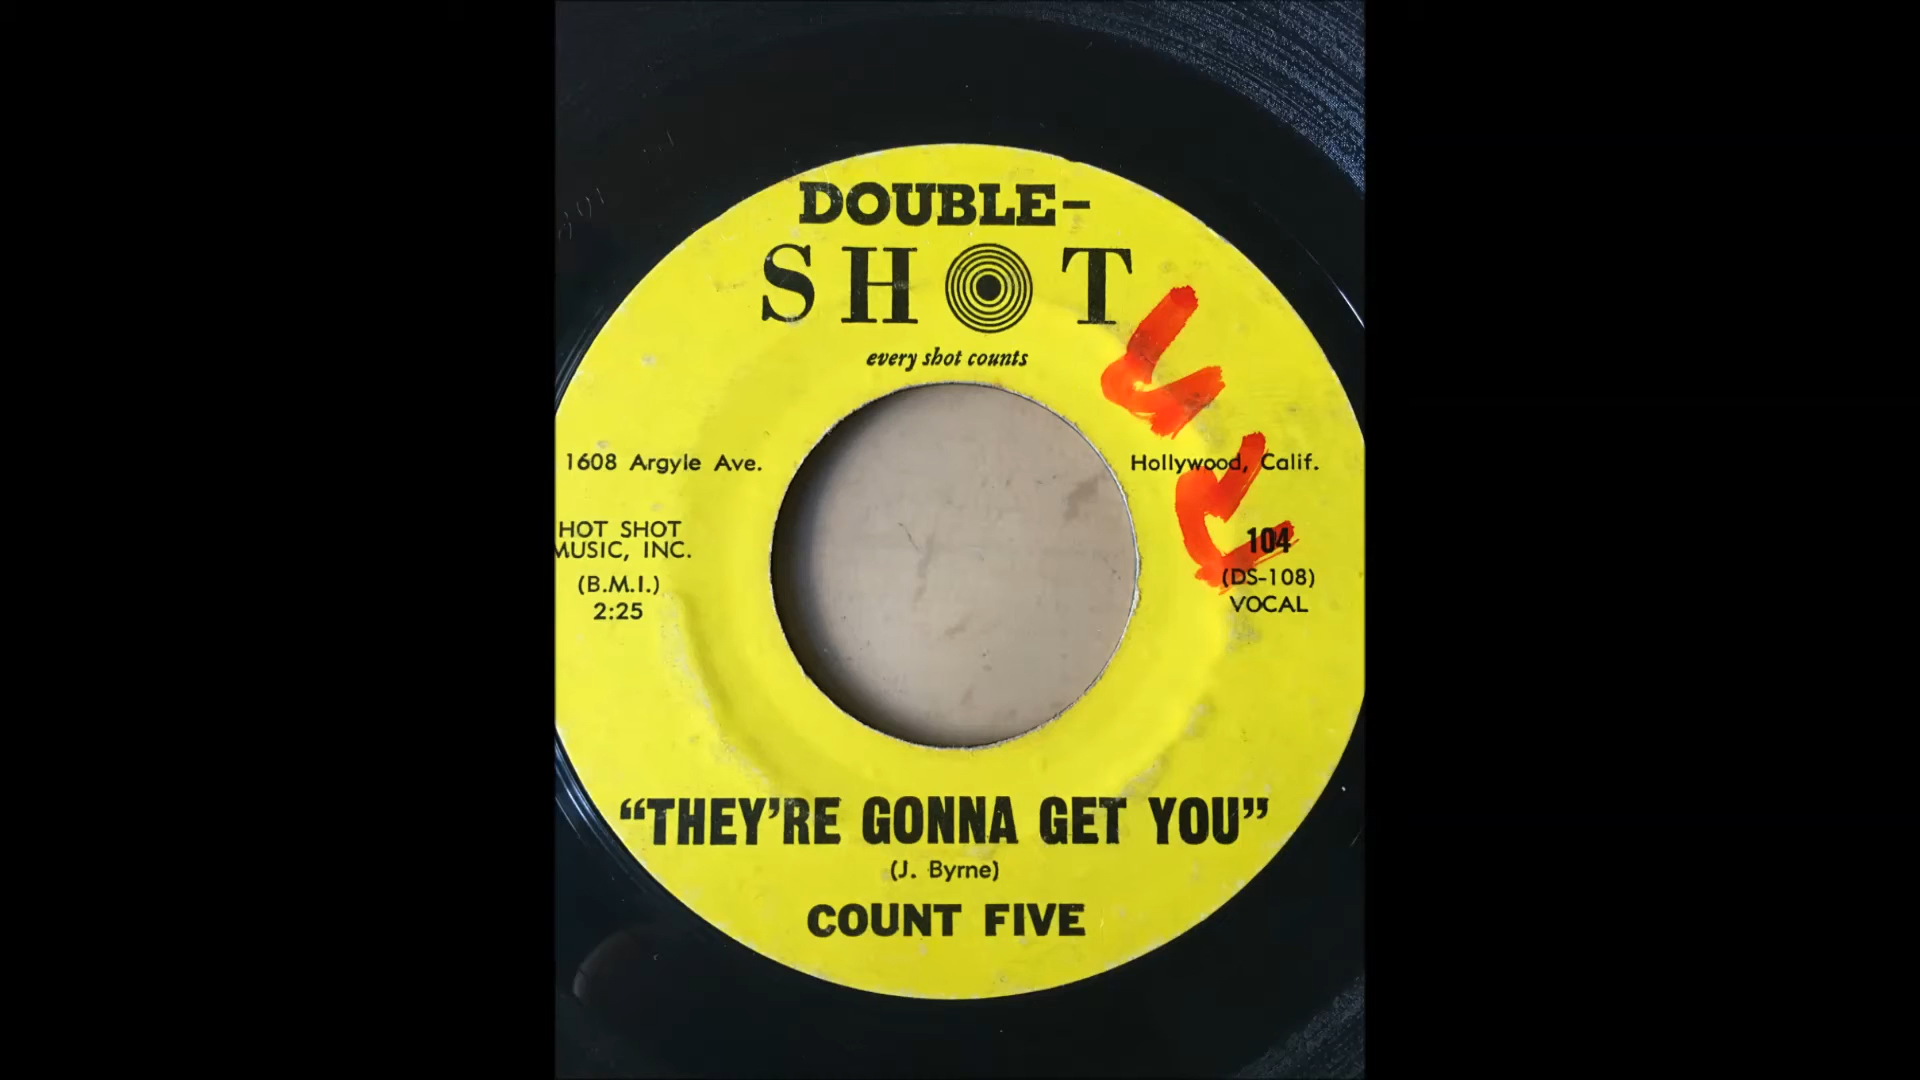 DOUBLE-
SHOT
every shot counts
1608 Argyle Ave.
Hollywood, Calif.
HOT SHOT
MUSIC, INC.
(B.M.I.)
2:25
104
(DS-108)
VOCAL
"THEY'RE GONNA GET YOU"
(J. Byrne)
COUNT FIVE